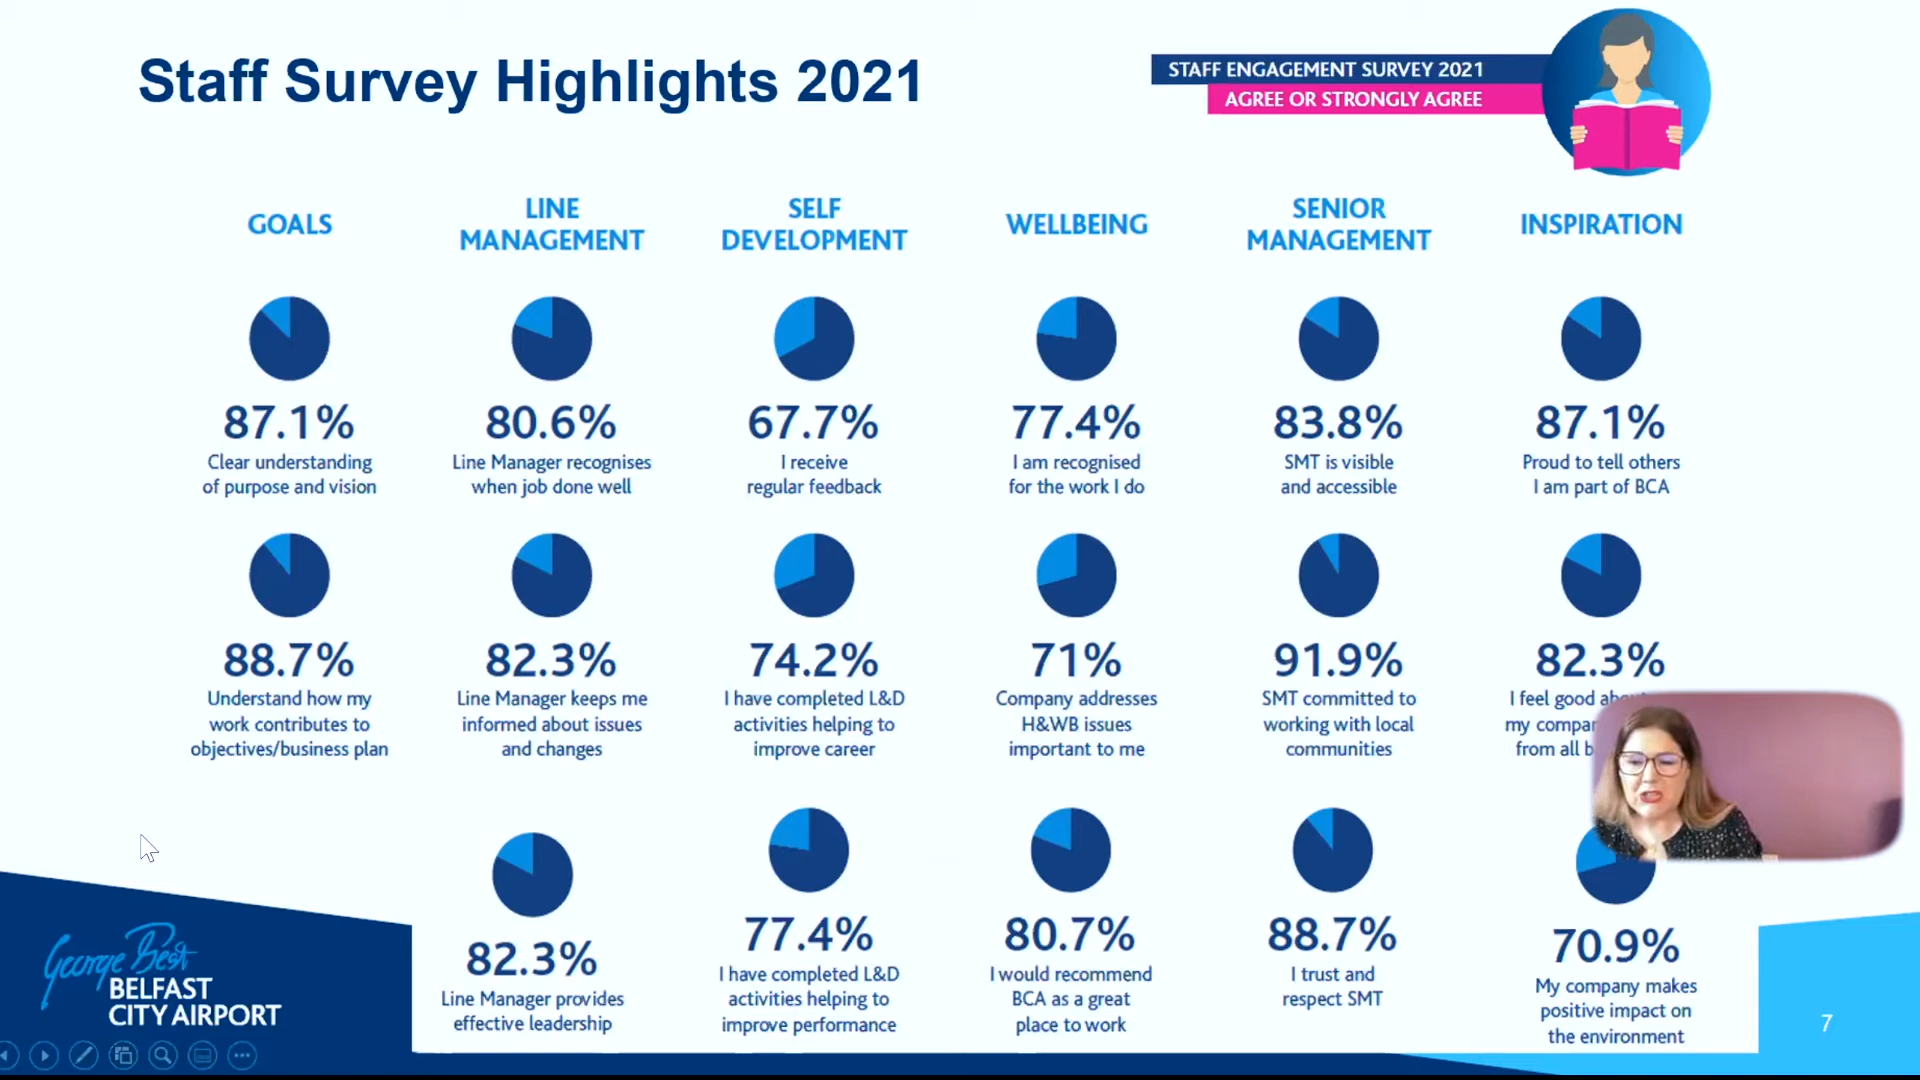 Staff Survey Highlights 2021
STAFF ENGAGEMENT SURVEY 2021
AGREE OR STRONGLY AGREE
GOALS
87.1%
Clear understanding
of purpose and vision
88.7%
Understand how my
work contributes to
objectives/business plan
LINE
MANAGEMENT
80.6%
Line Manager recognises
when job done well
82.3%
Line Manager keeps me
informed about issues
and changes
82.3%
Line Manager provides
effective leadership
SELF
DEVELOPMENT
67.7%
I receive
regular feedback
74.2%
I have completed L&D
activities helping to
improve career
77.4%
I have completed L&D
activities helping to
improve performance
WELLBEING
77.4%
I am recognised
for the work I do
71%
Company addresses
H&WB issues
important to me
80.7%
I would recommend
BCA as a great
place to work
SENIOR
MANAGEMENT
83.8%
SMT is visible
and accessible
91.9%
SMT committed to
working with local
communities
88.7%
I trust and
respect SMT
INSPIRATION
87.1%
Proud to tell others
I am part of BCA
82.3%
I feel good
my
from all
70.9%
My company makes
positive impact on
the environment
George Best
BELFAST
CITY AIRPORT
7